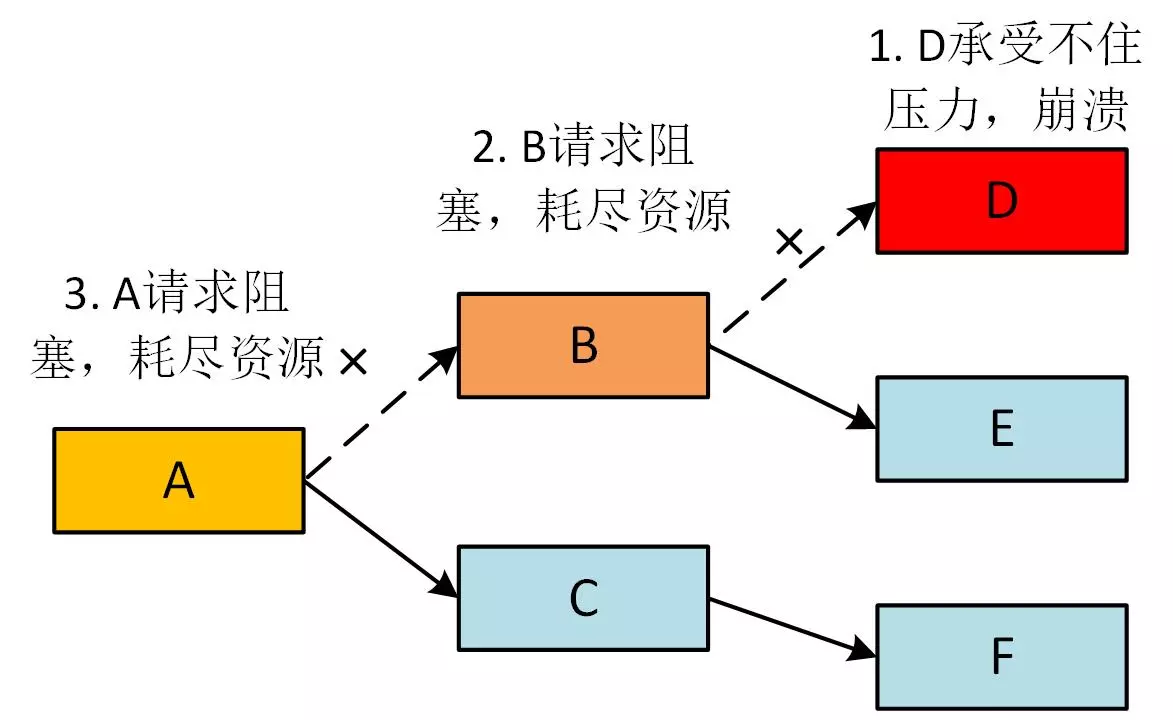 1. D承受不住
压力，崩溃
D
2. B请求阻
塞，耗尽资源
×
3. A请求阻
塞，耗尽资源 ×
B
E
A
C
F